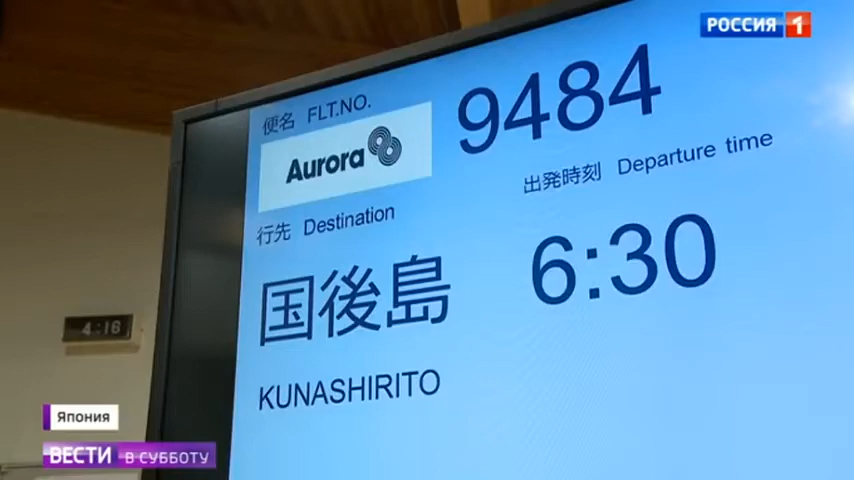 РОССИЯ 1
便名 FLT.NO.
Aurora 9484
出発時刻 Departure time
行先 Destination
国後島 6:30
KUNASHIRITO
4:16
Япония
ВЕСТИ В СУББОТУ